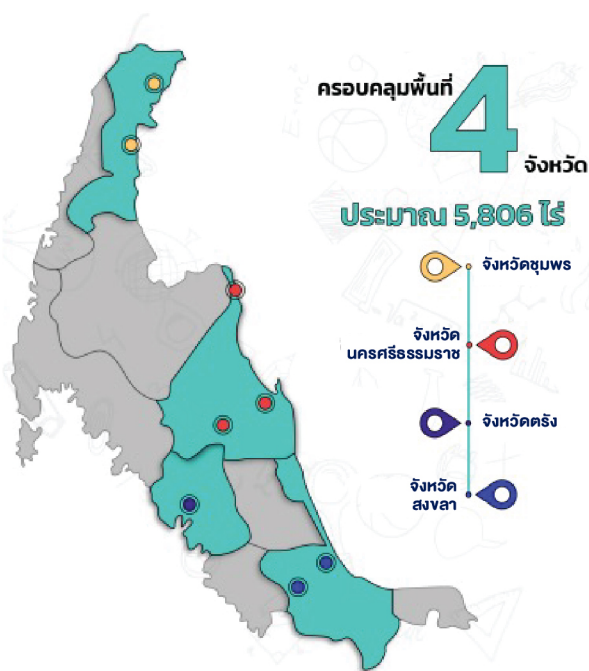 ครอบคลุมพื้นที่
4
จังหวัด
ประมาณ 5,806 ไร่
จังหวัดชุมพร
จังหวัด
นครศรีธรรมราช
จังหวัดตรัง
จังหวัด
สงขลา